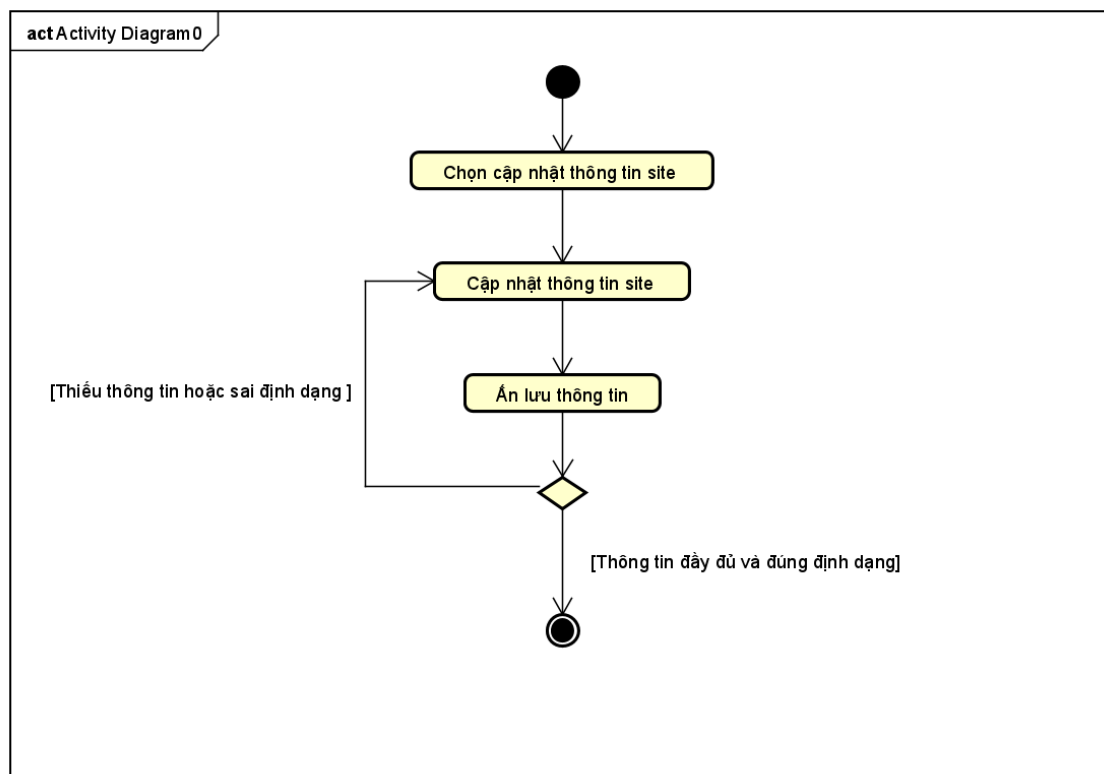 act Activity Diagram0
Chọn cập nhật thông tin site
Cập nhật thông tin site
[Thiếu thông tin hoặc sai định dạng ]
Ấn lưu thông tin
[Thông tin đầy đủ và đúng định dạng]